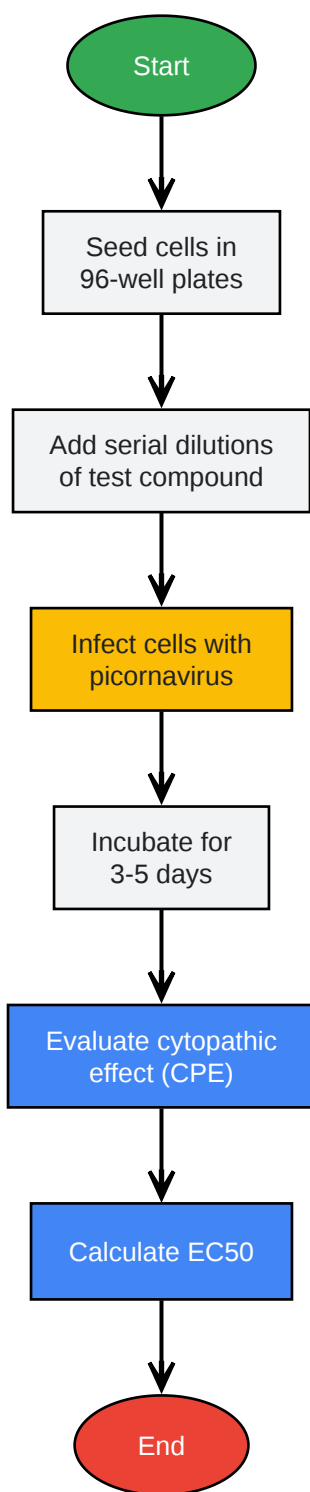 Start
Seed cells in
96-well plates
Add serial dilutions
of test compound
Infect cells with
picornavirus
Incubate for
3-5 days
Evaluate cytopathic
effect (CPE)
Calculate EC50
End